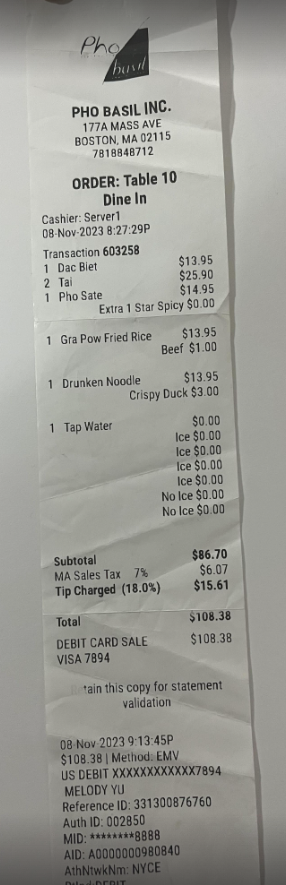 Pho
basil
PHO BASIL INC.
177A MASS AVE
BOSTON, MA 02115
7818848712
ORDER: Table 10
Dine In
Cashier: Server1
08-Nov-2023 8:27:29P
Transaction 603258
1 Dac Biet $13.95
2 Tai $25.90
1 Pho Sate $14.95
Extra 1 Star Spicy $0.00
1 Gra Pow Fried Rice $13.95
Beef $1.00
1 Drunken Noodle $13.95
Crispy Duck $3.00
1 Tap Water $0.00
Ice $0.00
Ice $0.00
Ice $0.00
Ice $0.00
No Ice $0.00
No Ice $0.00
Subtotal $86.70
MA Sales Tax 7% $6.07
Tip Charged (18.0%) $15.61
Total $108.38
DEBIT CARD SALE $108.38
VISA 7894
tain this copy for statement
validation
08-Nov-2023 9:13:45P
$108.38 | Method: EMV
US DEBIT XXXXXXXXXXXX7894
MELODY YU
Reference ID: 331300876760
Auth ID: 002850
MID: ********8888
AID: A0000000980840
AthNtwkNm: NYCE